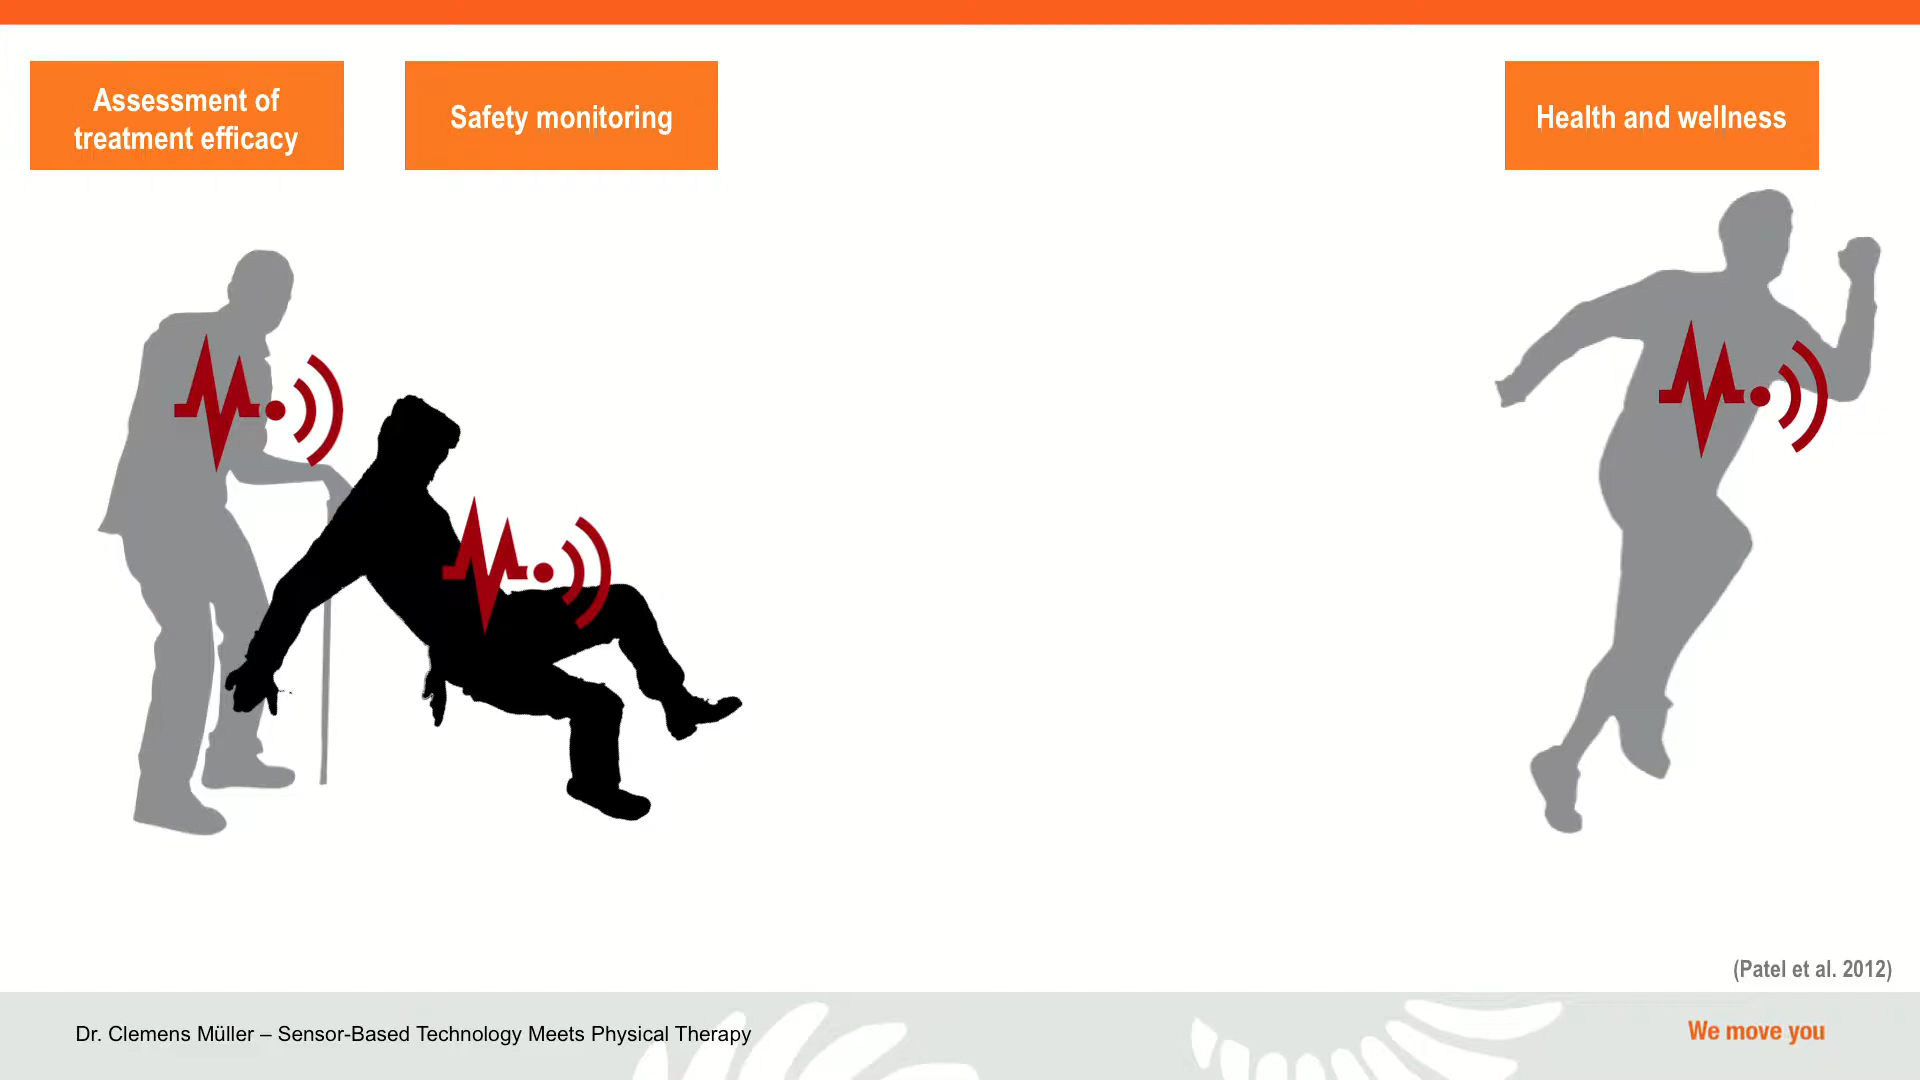 Assessment of
treatment efficacy
Safety monitoring
Health and wellness
(Patel et al. 2012)
Dr. Clemens Müller – Sensor-Based Technology Meets Physical Therapy
We move you